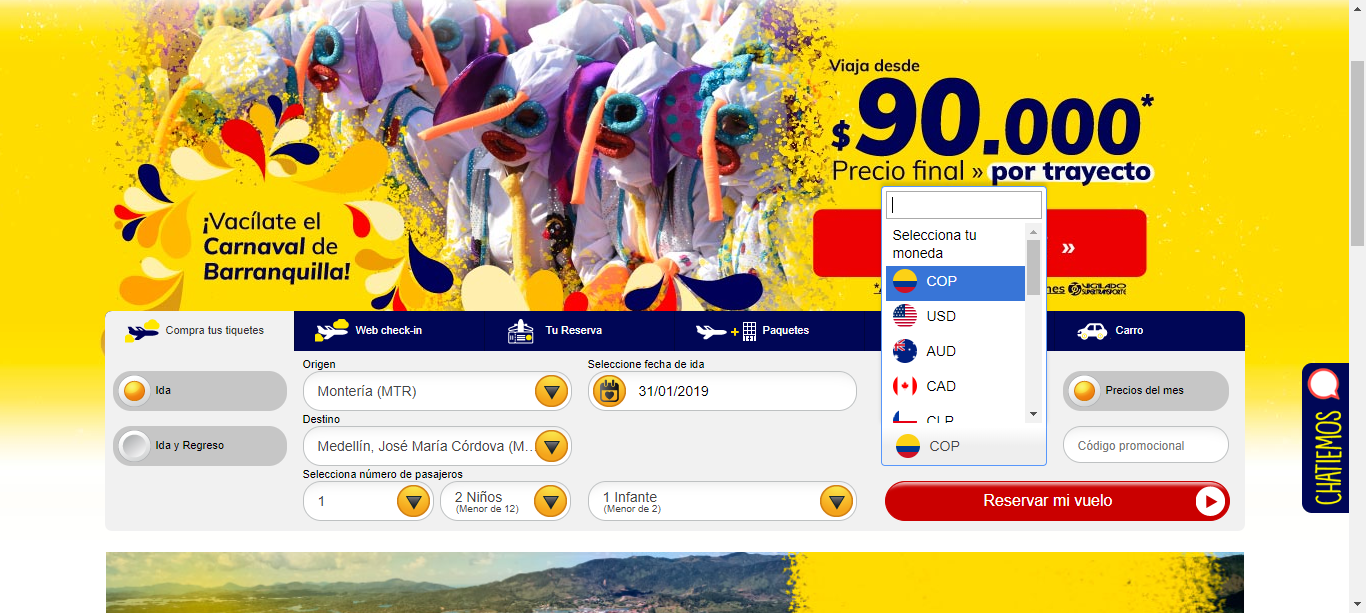 Viaja desde
$90.000*
Precio final » por trayecto
¡Vacílate el
Carnaval de
Barranquilla!
»
VIGILADO
SUPERTRANSPORTE
Selecciona tu
moneda
COP
USD
AUD
CAD
CLP
COP
Compra tus tiquetes
Web check-in
Tu Reserva
Paquetes
Carro
Ida
Ida y Regreso
Origen
Montería (MTR)
Seleccione fecha de ida
31/01/2019
Destino
Medellín, José María Córdova (M...
Selecciona número de pasajeros
1
2 Niños
(Menor de 12)
1 Infante
(Menor de 2)
Precios del mes
Código promocional
Reservar mi vuelo
CHATIEMOS